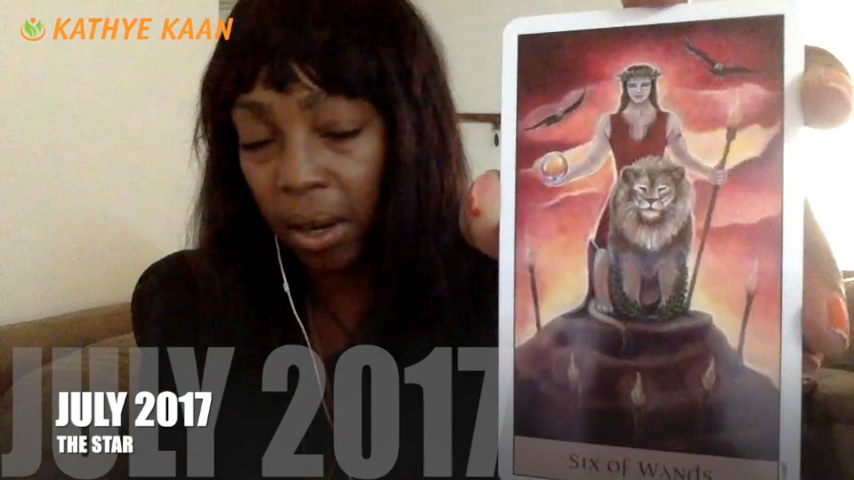 KATHYE KAAN
JULY 2017
JULY 2017
THE STAR
SIX OF WANDS